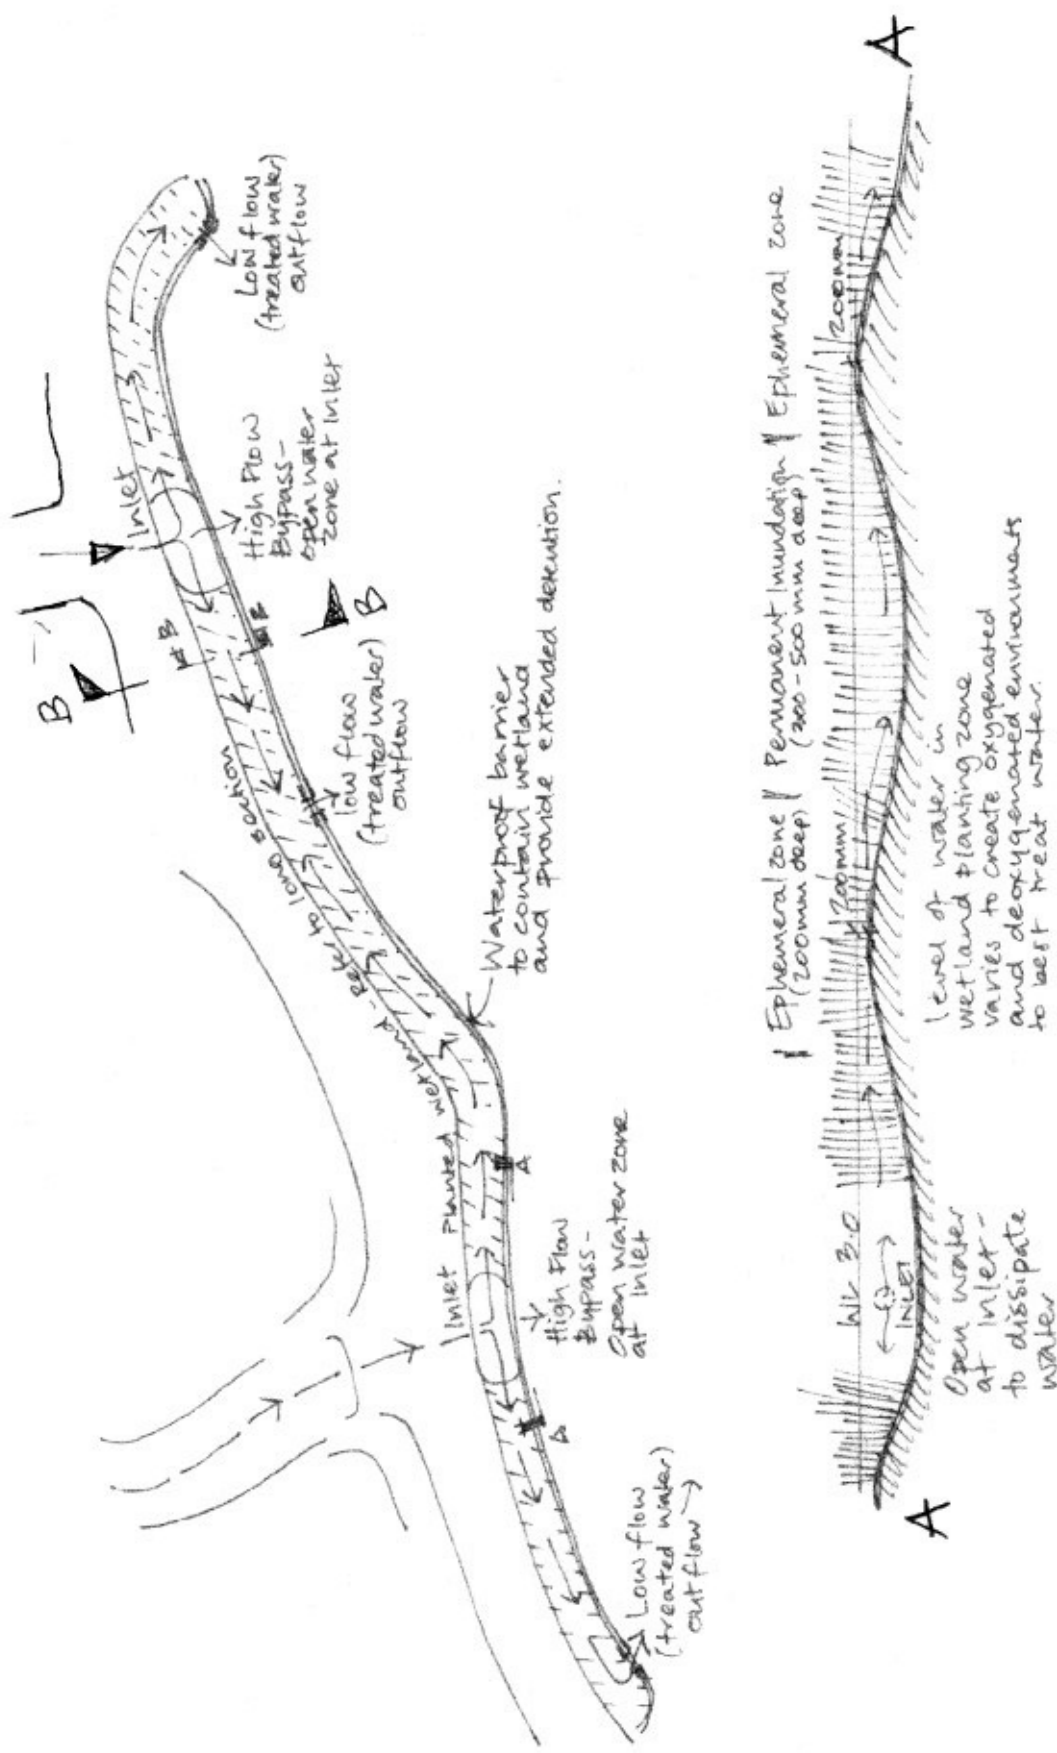 Inlet
Low flow
(treated water)
outflow
High Flow
Bypass-
open water
zone at inlet
B
B
B
B
low flow
(treated water)
outflow
Planted wetland - Refer to long section
Waterproof barrier
to contain wetland
and provide extended detention.
Inlet
A
High Flow
Bypass-
Open water zone
at inlet
A
Low flow
(treated water)
outflow
Ephemeral zone
(200mm deep)
Permanent Inundation
(200-500mm deep)
Ephemeral zone
200mm
200mm
WL 3.0
INLET
A
A
Open water
at inlet-
to dissipate
water
level of water in
wetland planting zone
varies to create oxygenated
and deoxygenated environments
to best treat water.